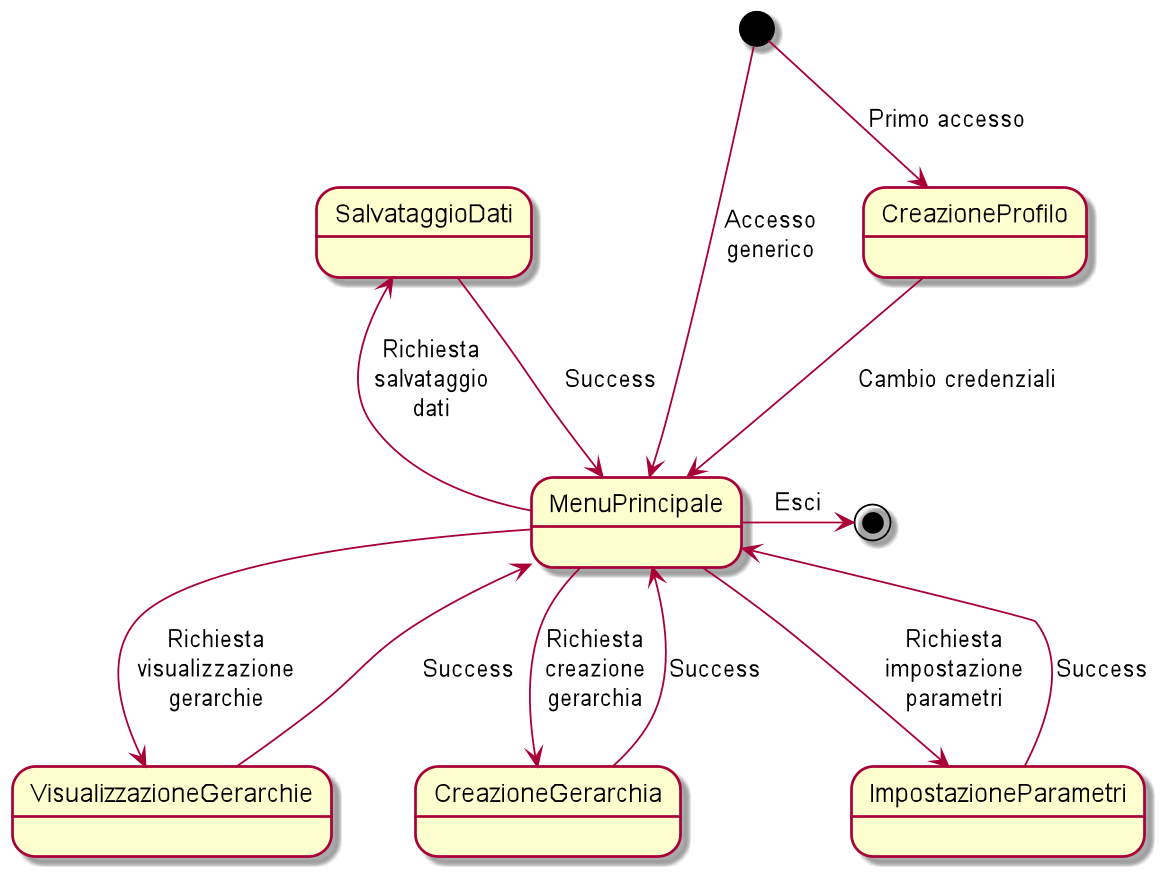 Primo accesso
SalvataggioDati
CreazioneProfilo
Accesso
generico
Richiesta
salvataggio
dati
Success
Cambio credenziali
MenuPrincipale
Esci
Richiesta
visualizzazione
gerarchie
Success
Richiesta
creazione
gerarchia
Success
Richiesta
impostazione
parametri
Success
VisualizzazioneGerarchie
CreazioneGerarchia
ImpostazioneParametri